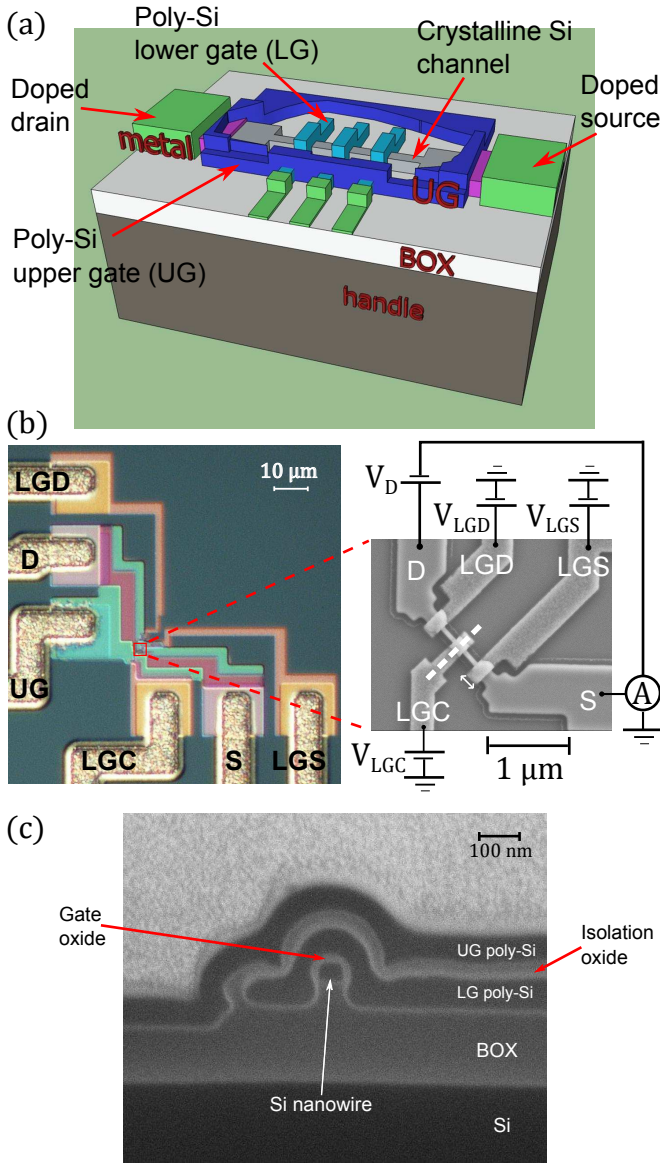 (a)
Poly-Si
lower gate (LG)
Crystalline Si
channel
Doped
drain
Doped
source
metal
UG
Poly-Si
upper gate (UG)
BOX
handle
(b)
LGD
10 μm
D
UG
LGC
S
LGS
V_D
V_LGD
V_LGS
D
LGD
LGS
S
A
LGC
V_LGC
1 μm
(c)
100 nm
Gate
oxide
Isolation
oxide
UG poly-Si
LG poly-Si
BOX
Si nanowire
Si